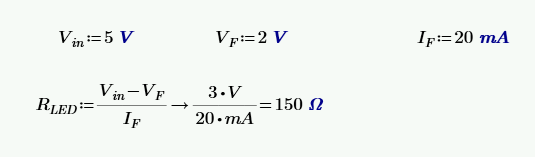 V_in:=5 V V_F:=2 V I_F:=20 mA
R_LED:=(V_in−V_F)/I_F→(3·V)/(20·mA)=150 Ω